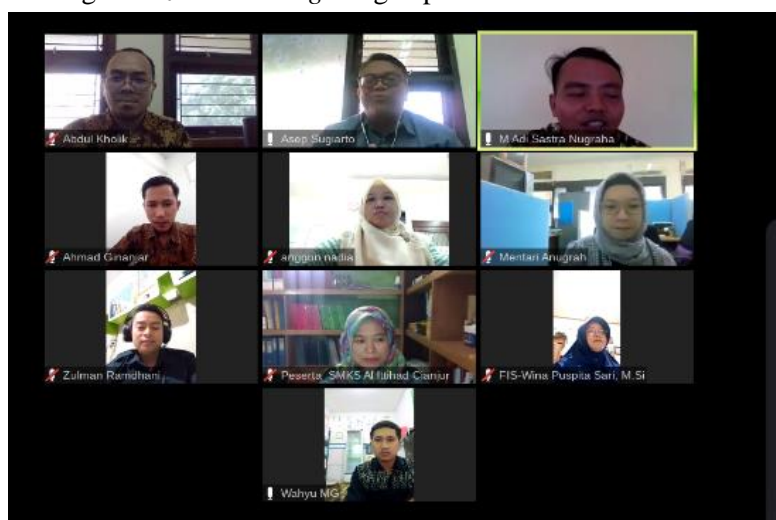 Abdul Kholik
Asep Sugiarto
M Adi Sastra Nugraha
Ahmad Ginanjar
anggun nadia
Mentari Anugrah
Zulman Ramdhani
Peserta_SMKS Al Ittihad Cianjur
FIS-Wina Puspita Sari, M.Si
Wahyu MG